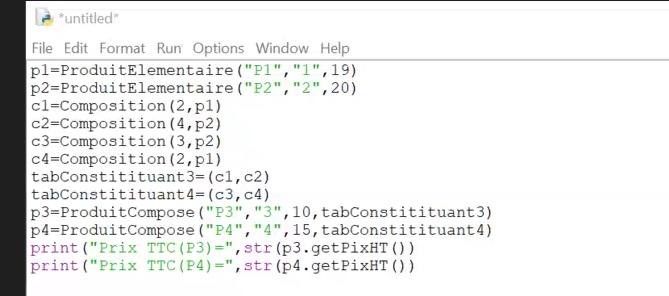 *untitled*
File Edit Format Run Options Window Help
p1=ProduitElementaire("P1","1",19)
p2=ProduitElementaire("P2","2",20)
c1=Composition(2,p1)
c2=Composition(4,p2)
c3=Composition(3,p2)
c4=Composition(2,p1)
tabConstitituant3=(c1,c2)
tabConstitituant4=(c3,c4)
p3=ProduitCompose("P3","3",10,tabConstitituant3)
p4=ProduitCompose("P4","4",15,tabConstitituant4)
print("Prix TTC(P3)=",str(p3.getPixHT())
print("Prix TTC(P4)=",str(p4.getPixHT())